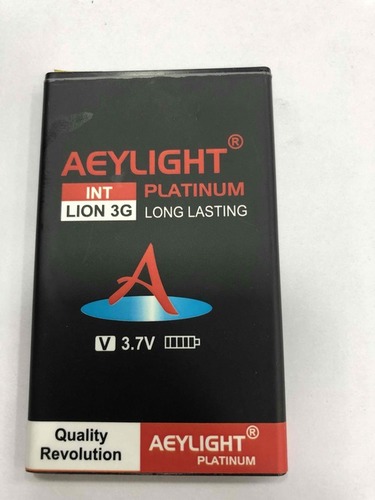 AEYLIGHT®
INT PLATINUM
LION 3G LONG LASTING
A
V 3.7V
Quality
Revolution
AEYLIGHT®
PLATINUM